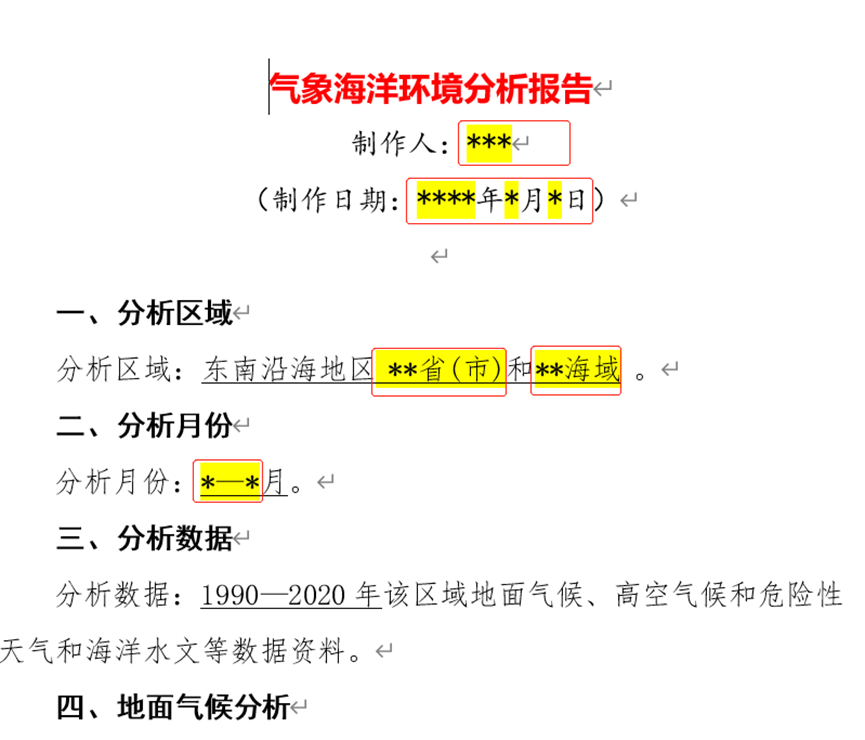 气象海洋环境分析报告
制作人：***
（制作日期：****年*月*日）
一、分析区域
分析区域：东南沿海地区 **省(市)和**海域 。
二、分析月份
分析月份：*—*月。
三、分析数据
分析数据：1990—2020 年该区域地面气候、高空气候和危险性
天气和海洋水文等数据资料。
四、地面气候分析